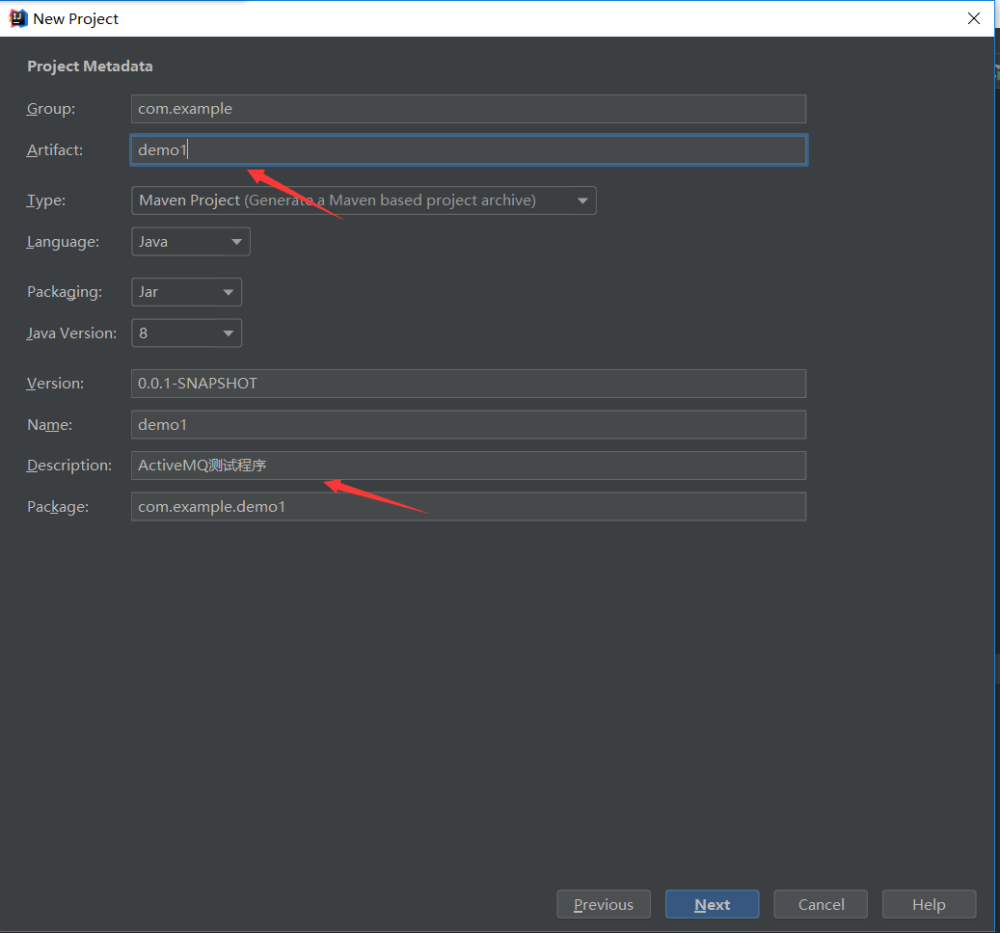 New Project
Project Metadata
Group: com.example
Artifact: demo1
Type: Maven Project (Generate a Maven based project archive)
Language: Java
Packaging: Jar
Java Version: 8
Version: 0.0.1-SNAPSHOT
Name: demo1
Description: ActiveMQ测试程序
Package: com.example.demo1
Previous Next Cancel Help